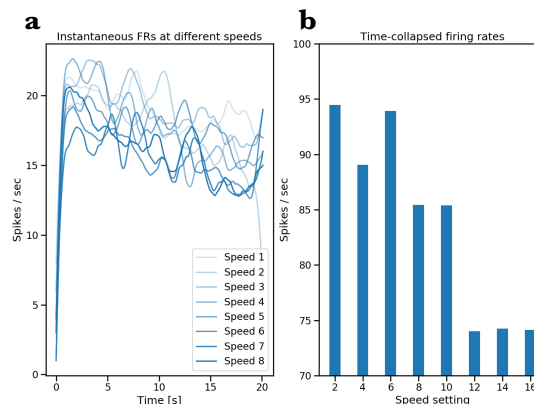 a
Instantaneous FRs at different speeds
Spikes / sec
20
15
10
5
0
Speed 1
Speed 2
Speed 3
Speed 4
Speed 5
Speed 6
Speed 7
Speed 8
0 5 10 15 20
Time [s]
b
Time-collapsed firing rates
Spikes / sec
100
95
90
85
80
75
70
2 4 6 8 10 12 14 16
Speed setting